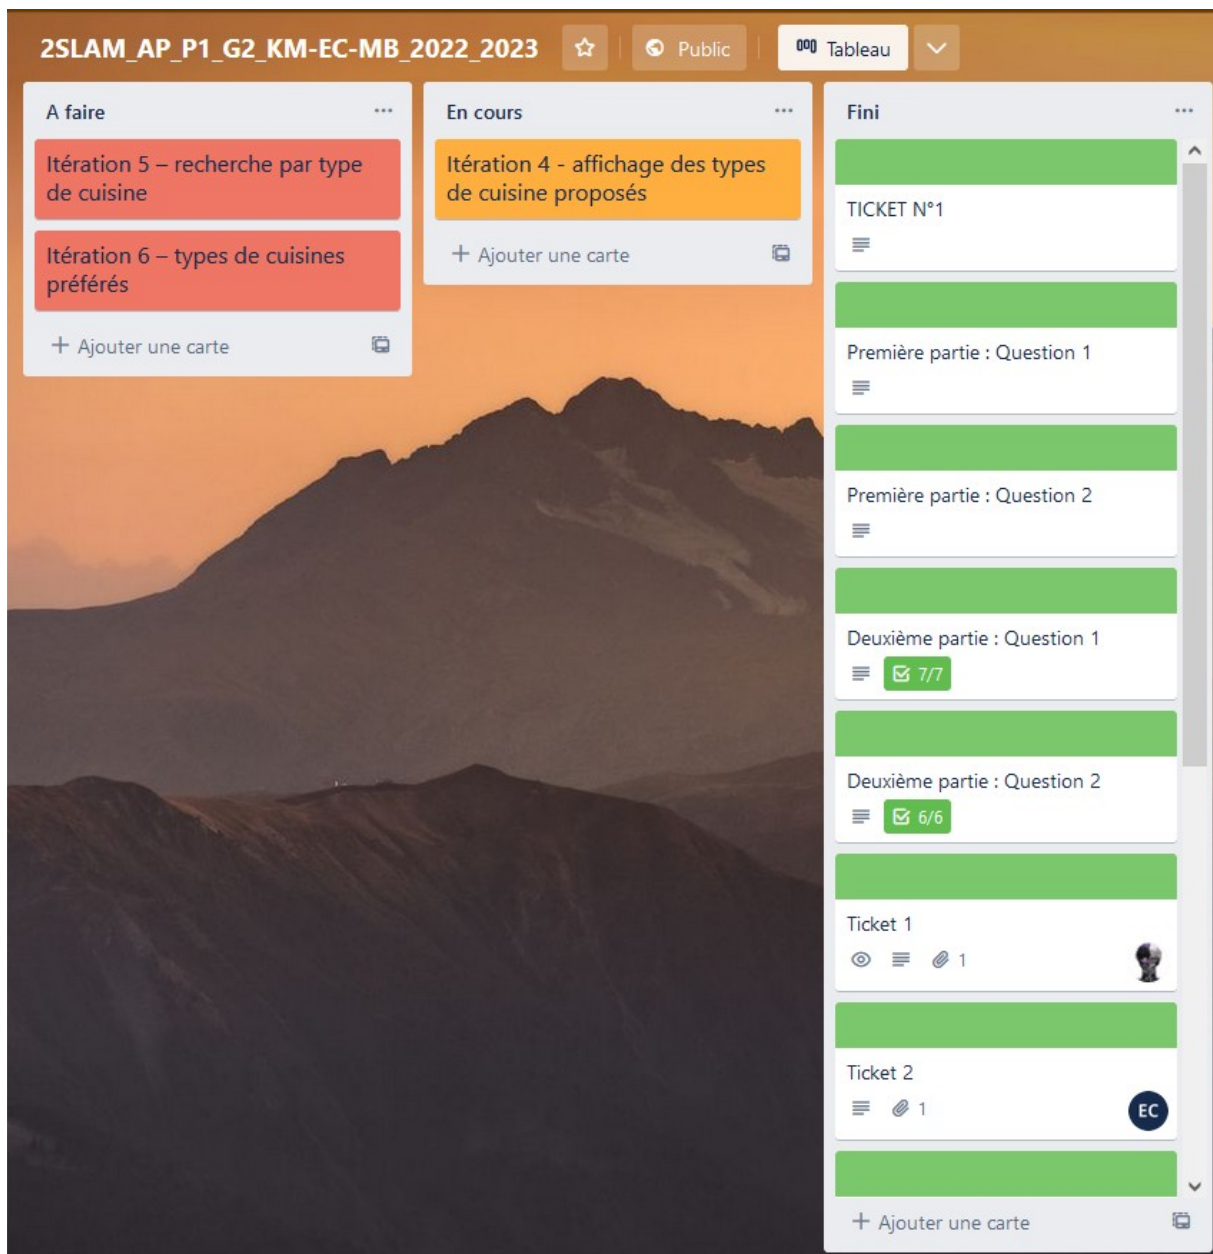 2SLAM_AP_P1_G2_KM-EC-MB_2022_2023
Public
Tableau
A faire
Itération 5 – recherche par type
de cuisine
Itération 6 – types de cuisines
préférés
+ Ajouter une carte
En cours
Itération 4 - affichage des types
de cuisine proposés
+ Ajouter une carte
Fini
TICKET N°1
Première partie : Question 1
Première partie : Question 2
Deuxième partie : Question 1
7/7
Deuxième partie : Question 2
6/6
Ticket 1
1
Ticket 2
1
EC
+ Ajouter une carte